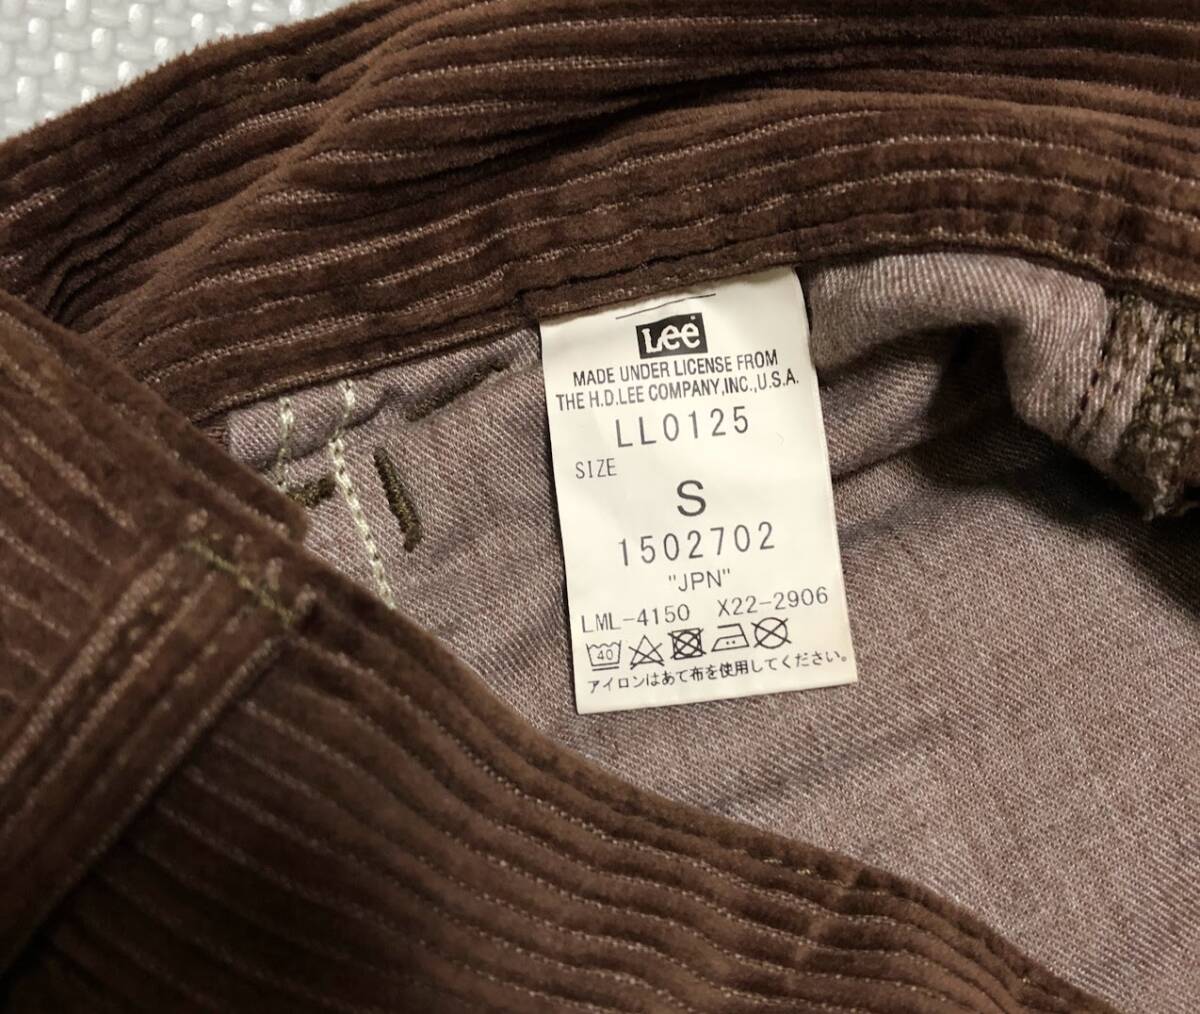 Lee
MADE UNDER LICENSE FROM
THE H.D.LEE COMPANY,INC.,U.S.A.
LL0125
SIZE
S
1502702
"JPN"
LML-4150 X22-2906
40
アイロンはあて布を使用してください。